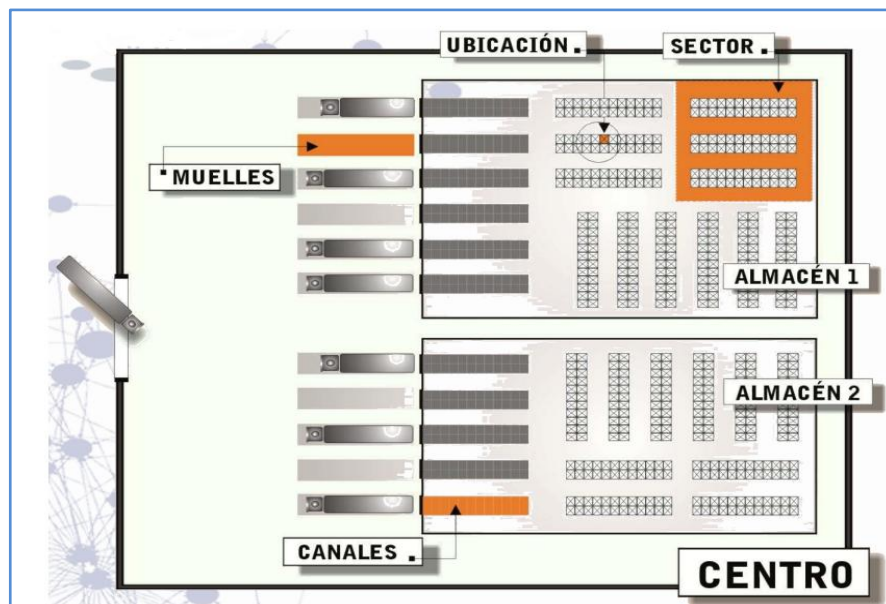 UBICACIÓN
SECTOR
MUELLES
ALMACÉN 1
ALMACÉN 2
CANALES
CENTRO